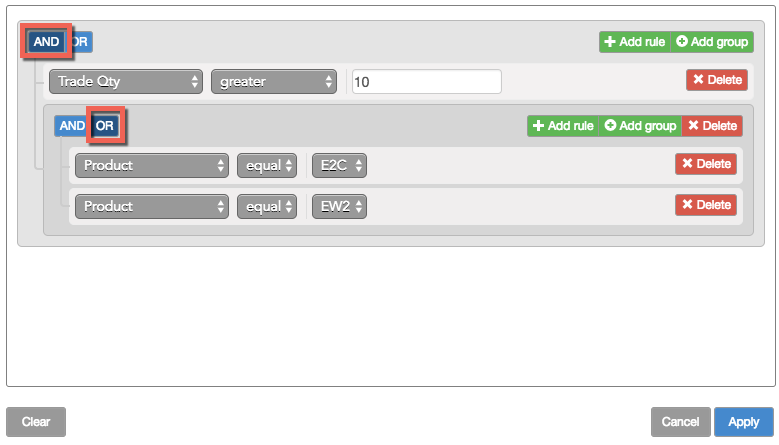 AND OR Add rule Add group
Trade Qty greater 10 Delete
AND OR Add rule Add group Delete
Product equal E2C Delete
Product equal EW2 Delete
Clear Cancel Apply